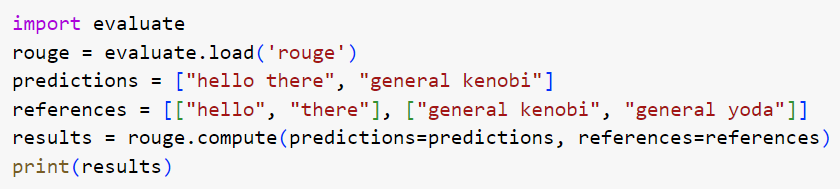 import evaluate
rouge = evaluate.load('rouge')
predictions = ["hello there", "general kenobi"]
references = [["hello", "there"], ["general kenobi", "general yoda"]]
results = rouge.compute(predictions=predictions, references=references)
print(results)